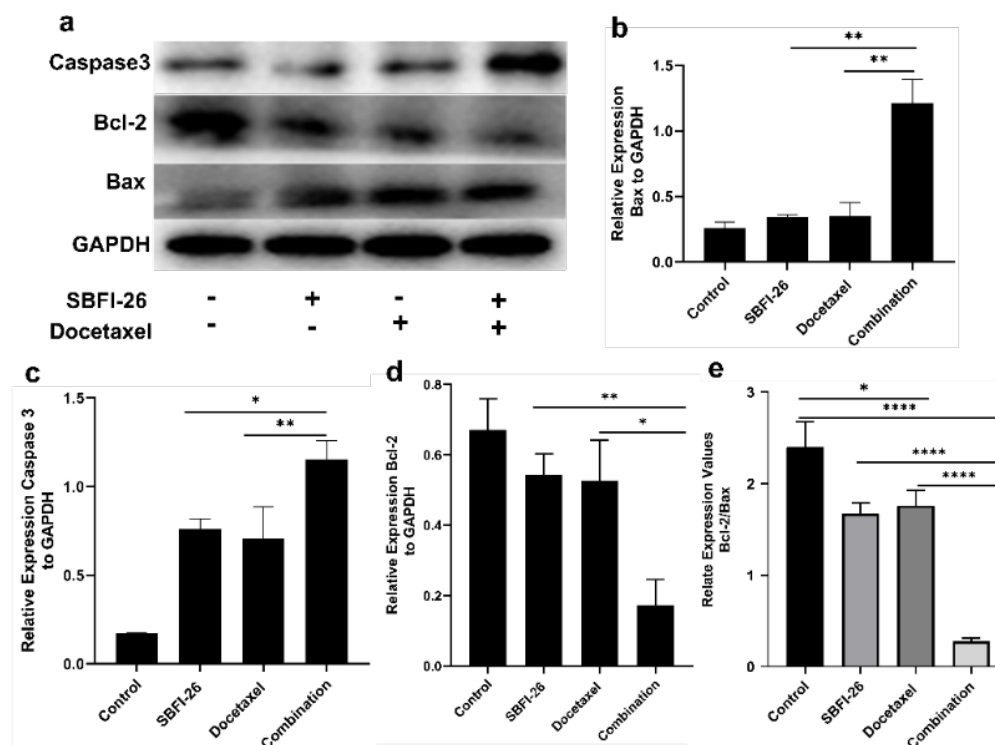 a
Caspase3
Bcl-2
Bax
GAPDH
SBFI-26 - + - +
Docetaxel - - + +
b
Relative Expression
Bax to GAPDH
1.5
1.0
0.5
0.0
**
**
Control
SBFI-26
Docetaxel
Combination
c
Relative Expression Caspase 3
to GAPDH
1.5
1.0
0.5
0.0
*
**
Control
SBFI-26
Docetaxel
Combination
d
Relative Expression Bcl-2
to GAPDH
0.8
0.6
0.4
0.2
0.0
**
*
Control
SBFI-26
Docetaxel
Combination
e
Relate Expression Values
Bcl-2/Bax
3
2
1
0
*
****
****
****
Control
SBFI-26
Docetaxel
Combination